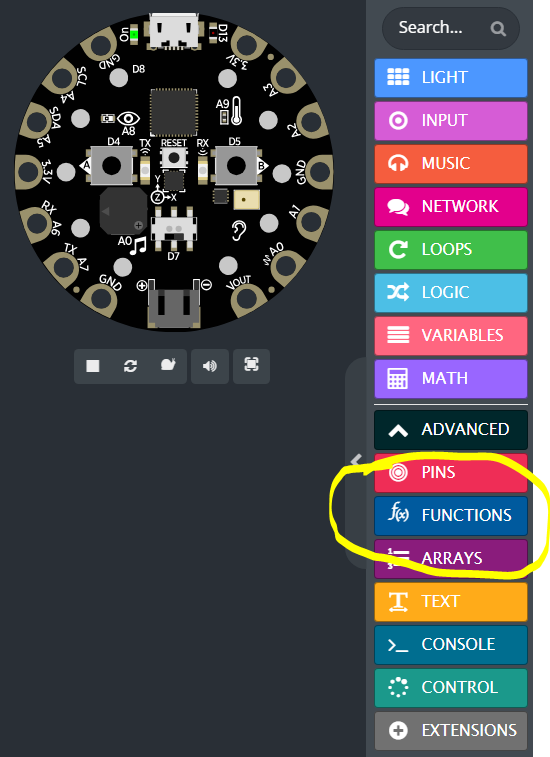 On
D13
GND
3.3V
D8
SCL A4
A3
A9
SDA
A8
A5
A2
D4
TX
RESET
RX
D5
A
B
3.3V
GND
Y
Z
X
RX
A6
A1
A0
D7
TX
A7
A0
GND
VOUT
Search...
LIGHT
INPUT
MUSIC
NETWORK
LOOPS
LOGIC
VARIABLES
MATH
ADVANCED
PINS
f(x) FUNCTIONS
ARRAYS
TEXT
CONSOLE
CONTROL
EXTENSIONS